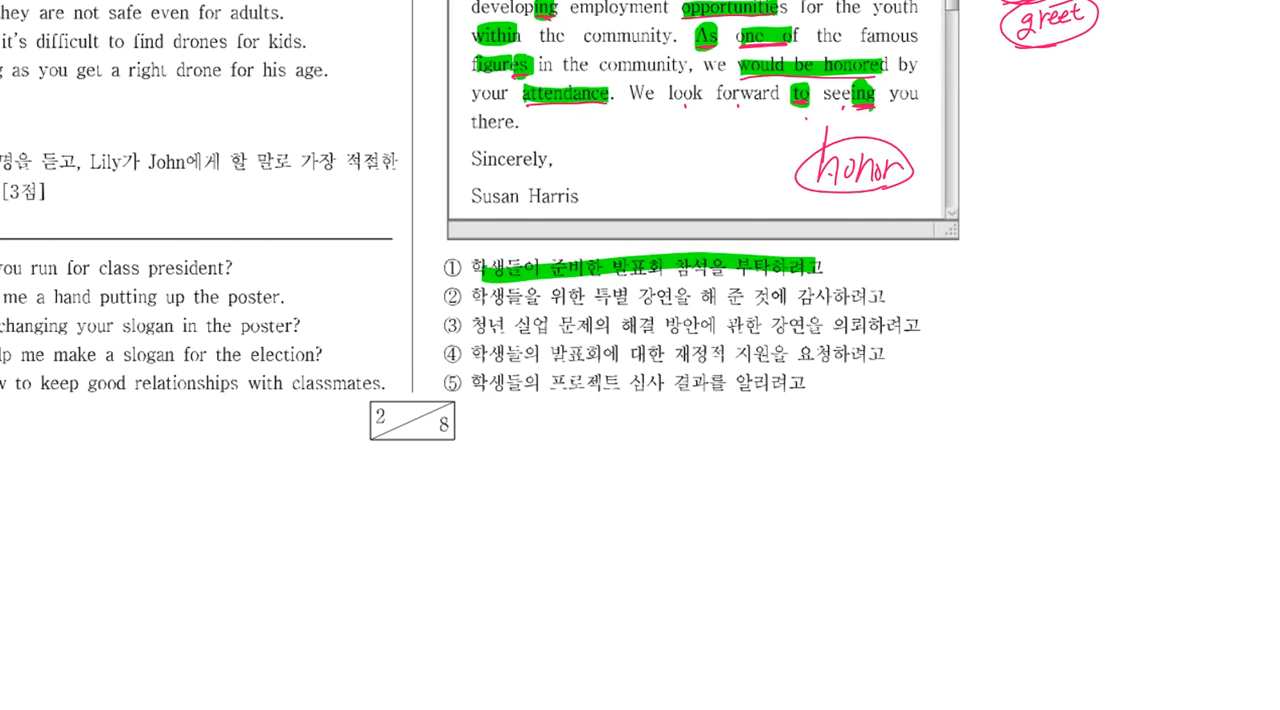 hey are not safe even for adults.
it's difficult to find drones for kids.
g as you get a right drone for his age.
명을 듣고, Lily가 John에게 할 말로 가장 적절한
[3점]
you run for class president?
me a hand putting up the poster.
changing your slogan in the poster?
lp me make a slogan for the election?
w to keep good relationships with classmates.
developing employment opportunities for the youth
within the community. As one of the famous
figures in the community, we would be honored by
your attendance. We look forward to seeing you
there.
Sincerely,
Susan Harris
honor
greet
① 학생들이 준비한 발표회 참석을 부탁하려고
② 학생들을 위한 특별 강연을 해 준 것에 감사하려고
③ 청년 실업 문제의 해결 방안에 관한 강연을 의뢰하려고
④ 학생들의 발표회에 대한 재정적 지원을 요청하려고
⑤ 학생들의 프로젝트 심사 결과를 알리려고
2
8